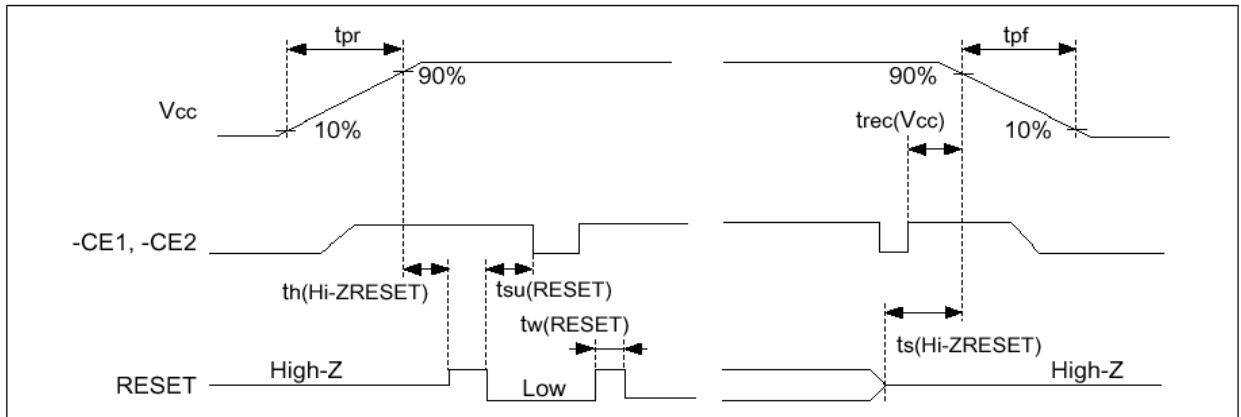 tpr
tpf
90%
90%
Vcc
10%
trec(Vcc)
10%
-CE1, -CE2
th(Hi-ZRESET)
tsu(RESET)
tw(RESET)
ts(Hi-ZRESET)
High-Z
High-Z
RESET
Low